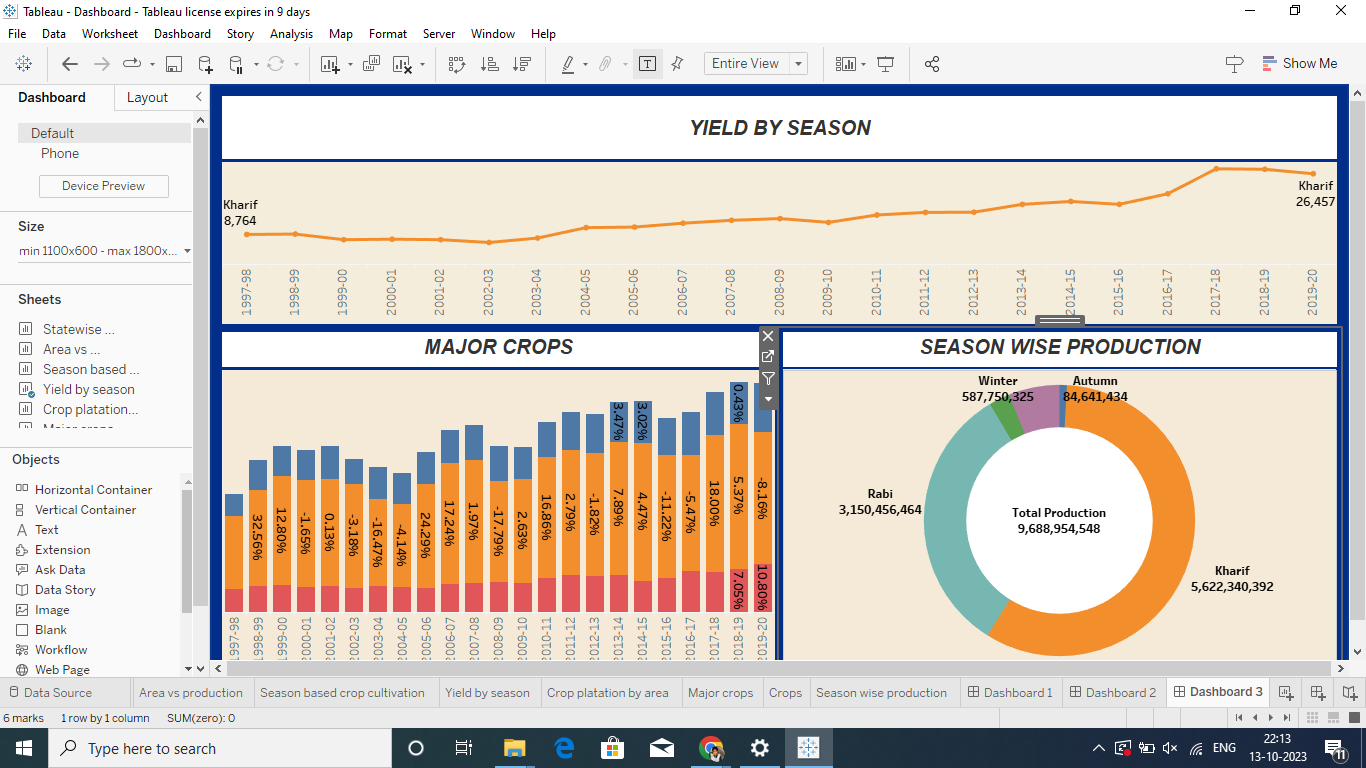 Tableau - Dashboard - Tableau license expires in 9 days
File Data Worksheet Dashboard Story Analysis Map Format Server Window Help
Entire View
Show Me
Dashboard Layout
Default
Phone
Device Preview
Size
min 1100x600 - max 1800x...
Sheets
Statewise ...
Area vs ...
Season based ...
Yield by season
Crop platation...
Major crops
Objects
Horizontal Container
Vertical Container
Text
Extension
Ask Data
Data Story
Image
Blank
Workflow
Web Page
YIELD BY SEASON
Kharif
8,764
Kharif
26,457
1997-98 1998-99 1999-00 2000-01 2001-02 2002-03 2003-04 2004-05 2005-06 2006-07 2007-08 2008-09 2009-10 2010-11 2011-12 2012-13 2013-14 2014-15 2015-16 2016-17 2017-18 2018-19 2019-20
MAJOR CROPS
3.47% 3.02% 0.43%
32.56% 12.80% -1.65% 0.13% -3.18% -16.47% -4.14% 24.29% 17.24% 1.97% -17.79% 2.63% 16.86% 2.79% -1.82% 7.89% 4.47% -11.22% -5.47% 18.00% 5.37% -8.16%
7.05% 10.80%
1997-98 1998-99 1999-00 2000-01 2001-02 2002-03 2003-04 2004-05 2005-06 2006-07 2007-08 2008-09 2009-10 2010-11 2011-12 2012-13 2013-14 2014-15 2015-16 2016-17 2017-18 2018-19 2019-20
SEASON WISE PRODUCTION
Winter
587,750,325
Autumn
84,641,434
Rabi
3,150,456,464
Total Production
9,688,954,548
Kharif
5,622,340,392
Data Source Area vs production Season based crop cultivation Yield by season Crop platation by area Major crops Crops Season wise production Dashboard 1 Dashboard 2 Dashboard 3
6 marks 1 row by 1 column SUM(zero): 0
Type here to search
ENG
22:13
13-10-2023
11